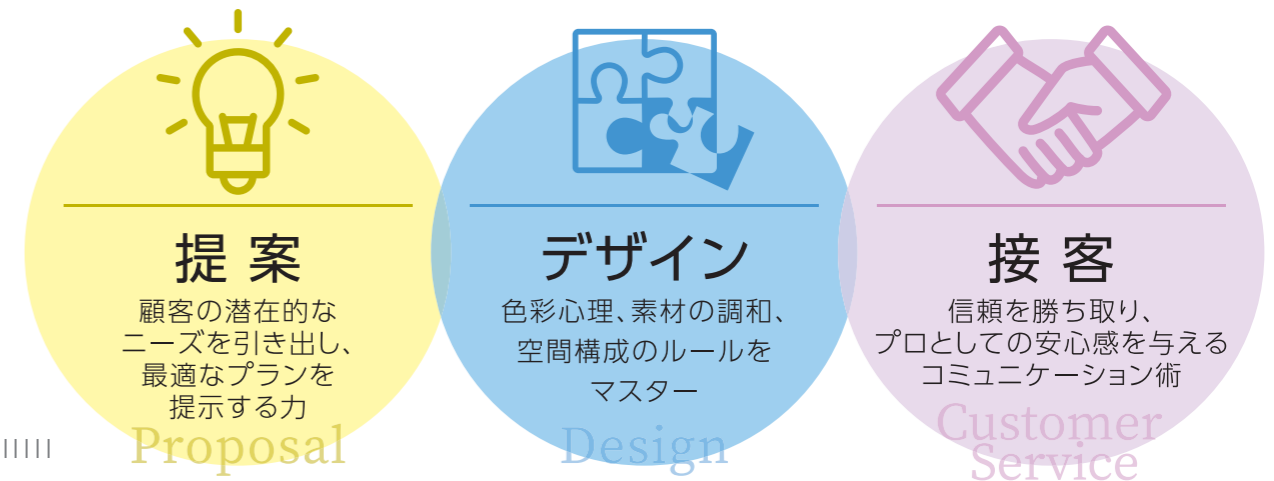 提案
顧客の潜在的な
ニーズを引き出し、
最適なプランを
提示する力
Proposal
デザイン
色彩心理、素材の調和、
空間構成のルールを
マスター
Design
接客
信頼を勝ち取り、
プロとしての安心感を与える
コミュニケーション術
Customer
Service